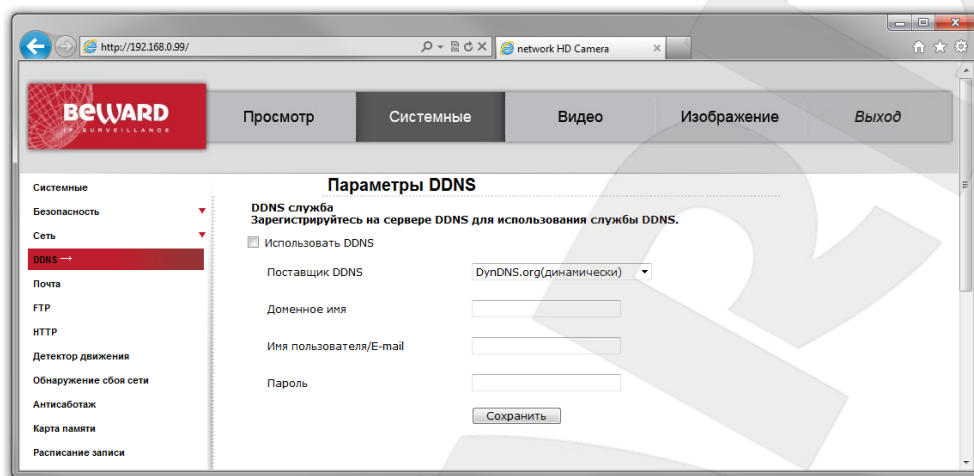 http://192.168.0.99/
network HD Camera
BEWARD
IP SURVEILLANCE
Просмотр
Системные
Видео
Изображение
Выход
Системные
Безопасность
Сеть
DDNS →
Почта
FTP
HTTP
Детектор движения
Обнаружение сбоя сети
Антисаботаж
Карта памяти
Расписание записи
Параметры DDNS
DDNS служба
Зарегистрируйтесь на сервере DDNS для использования службы DDNS.
Использовать DDNS
Поставщик DDNS
DynDNS.org(динамически)
Доменное имя
Имя пользователя/E-mail
Пароль
Сохранить